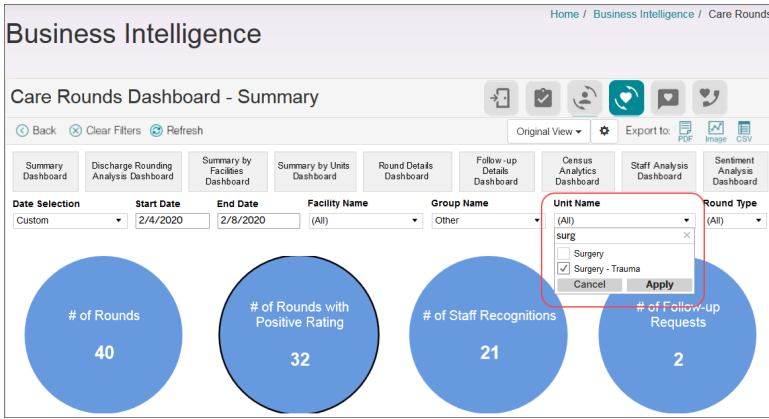 Home / Business Intelligence / Care Rounds
Business Intelligence
Care Rounds Dashboard - Summary
Back Clear Filters Refresh
Original View Export to: PDF Image CSV
Summary Dashboard
Discharge Rounding Analysis Dashboard
Summary by Facilities Dashboard
Summary by Units Dashboard
Round Details Dashboard
Follow-up Details Dashboard
Census Analytics Dashboard
Staff Analysis Dashboard
Sentiment Analysis Dashboard
Date Selection Start Date End Date Facility Name Group Name Unit Name Round Type
Custom 2/4/2020 2/8/2020 (All) Other (All) (All)
surg
Surgery
Surgery - Trauma
Cancel Apply
# of Rounds
40
# of Rounds with
Positive Rating
32
# of Staff Recognitions
21
# of Follow-up
Requests
2